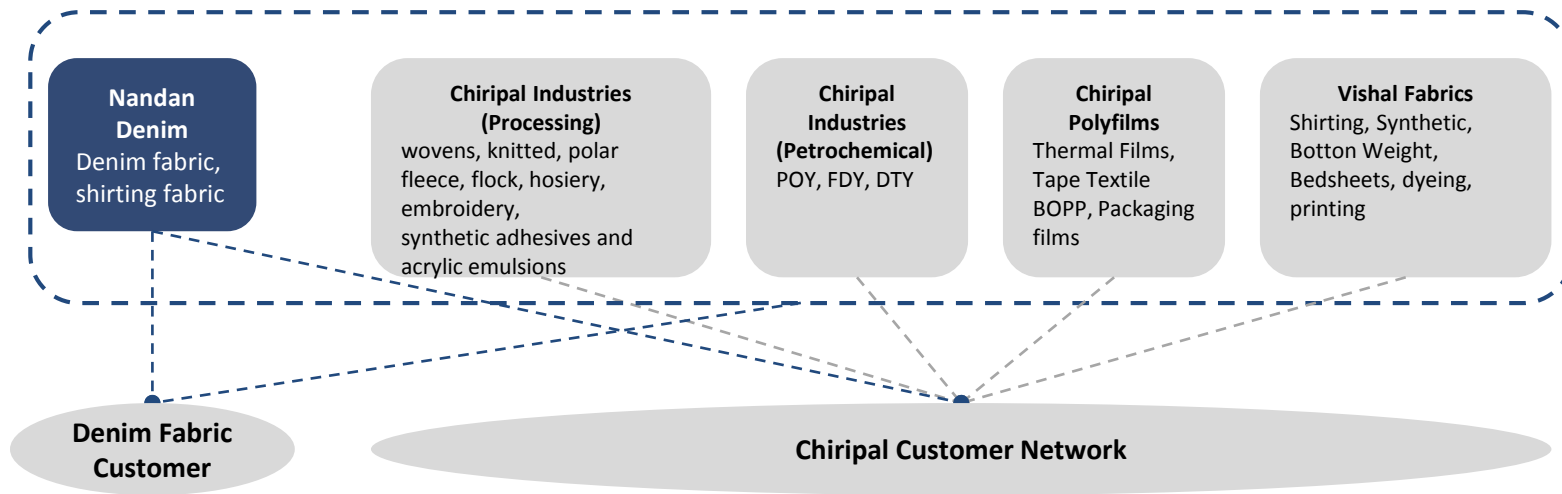 Nandan
Denim
Denim fabric,
shirting fabric
Chiripal Industries
(Processing)
wovens, knitted, polar
fleece, flock, hosiery,
embroidery,
synthetic adhesives and
acrylic emulsions
Chiripal
Industries
(Petrochemical)
POY, FDY, DTY
Chiripal
Polyfilms
Thermal Films,
Tape Textile
BOPP, Packaging
films
Vishal Fabrics
Shirting, Synthetic,
Botton Weight,
Bedsheets, dyeing,
printing
Denim Fabric
Customer
Chiripal Customer Network